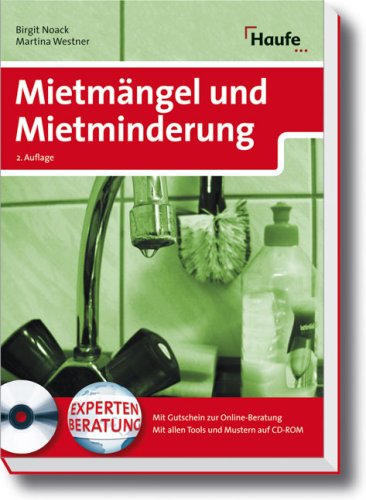 Birgit Noack
Martina Westner
Haufe...
Mietmängel und
Mietminderung
2. Auflage
EXPERTEN
BERATUNG
Mit Gutschein zur Online-Beratung
Mit allen Tools und Mustern auf CD-ROM